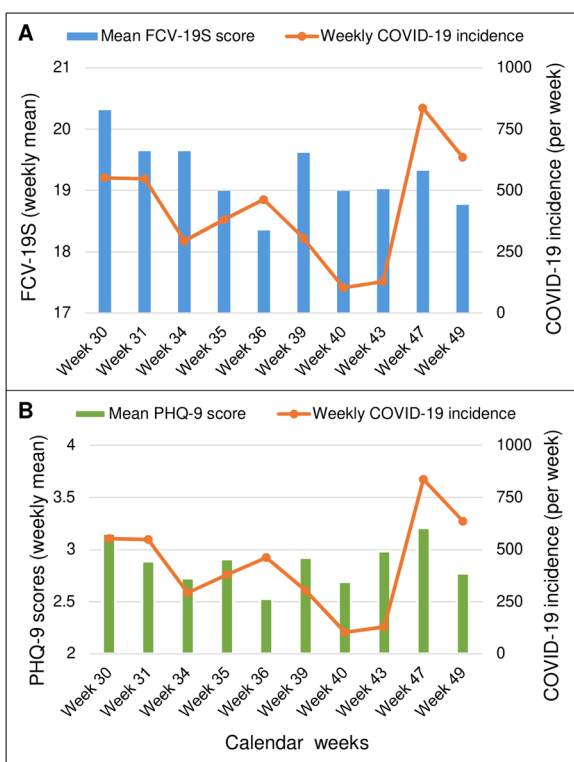 A
Mean FCV-19S score
Weekly COVID-19 incidence
FCV-19S (weekly mean)
21
20
19
18
17
1000
750
500
250
0
COVID-19 incidence (per week)
Week 30
Week 31
Week 34
Week 35
Week 36
Week 39
Week 40
Week 43
Week 47
Week 49
B
Mean PHQ-9 score
Weekly COVID-19 incidence
PHQ-9 scores (weekly mean)
4
3.5
3
2.5
2
1000
750
500
250
0
COVID-19 incidence (per week)
Week 30
Week 31
Week 34
Week 35
Week 36
Week 39
Week 40
Week 43
Week 47
Week 49
Calendar weeks